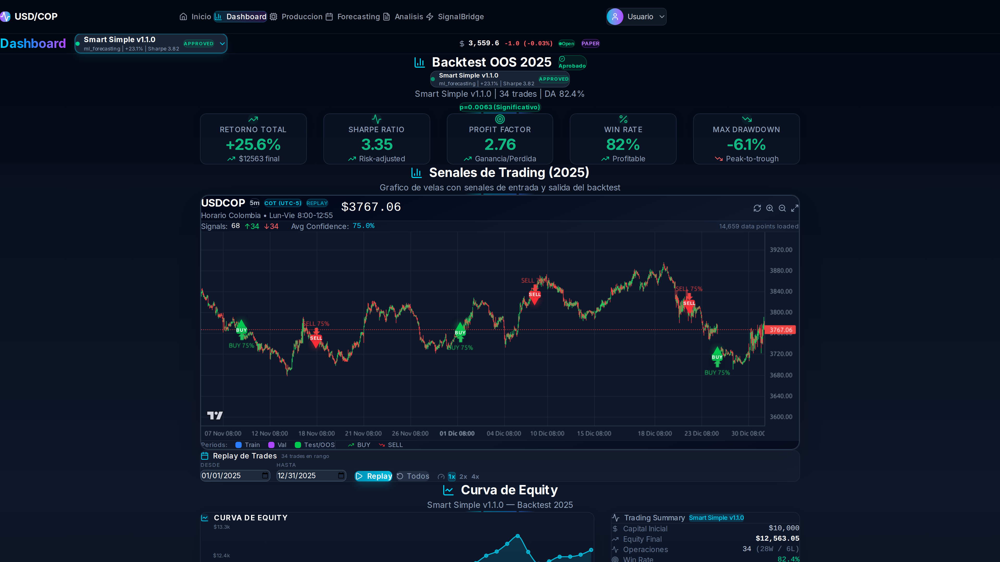 USD/COP
Inicio Dashboard Produccion Forecasting Analisis SignalBridge
Usuario
Dashboard
Smart Simple v1.1.0
ml_forecasting | +23.1% | Sharpe 3.82
APPROVED
$ 3,559.6 -1.0 (-0.03%) Open PAPER
Backtest OOS 2025 Aprobado
Smart Simple v1.1.0
ml_forecasting | +23.1% | Sharpe 3.82
APPROVED
Smart Simple v1.1.0 | 34 trades | DA 82.4%
p=0.0063 (Significativo)
RETORNO TOTAL
+25.6%
$12563 final
SHARPE RATIO
3.35
Risk-adjusted
PROFIT FACTOR
2.76
Ganancia/Perdida
WIN RATE
82%
Profitable
MAX DRAWDOWN
-6.1%
Peak-to-trough
Senales de Trading (2025)
Grafico de velas con senales de entrada y salida del backtest
USDCOP 5m COT (UTC-5) REPLAY $3767.06
Horario Colombia • Lun-Vie 8:00-12:55
Signals: 68 ↑34 ↓34 Avg Confidence: 75.0% 14,659 data points loaded
3920.00
3880.00
3840.00
3800.00
3767.06
3720.00
3680.00
3640.00
3600.00
BUY
BUY 75%
SELL 75%
SELL
BUY
BUY 75%
SELL
SELL 75%
SELL
BUY
BUY 75%
07 Nov 08:00 12 Nov 08:00 18 Nov 08:00 21 Nov 08:00 26 Nov 08:00 01 Dic 08:00 04 Dic 08:00 10 Dic 08:00 15 Dic 08:00 18 Dic 08:00 23 Dic 08:00 30 Dic 08:00
Periods: Train Val Test/OOS BUY SELL
Replay de Trades 34 trades en rango
DESDE HASTA
01/01/2025 12/31/2025 Replay Todos 1x 2x 4x
Curva de Equity
Smart Simple v1.1.0 — Backtest 2025
CURVA DE EQUITY
$13.3k
$12.4k
Trading Summary Smart Simple v1.1.0
Capital Inicial $10,000
Equity Final $12,563.05
Operaciones 34 (28W / 6L)
Win Rate 82.4%